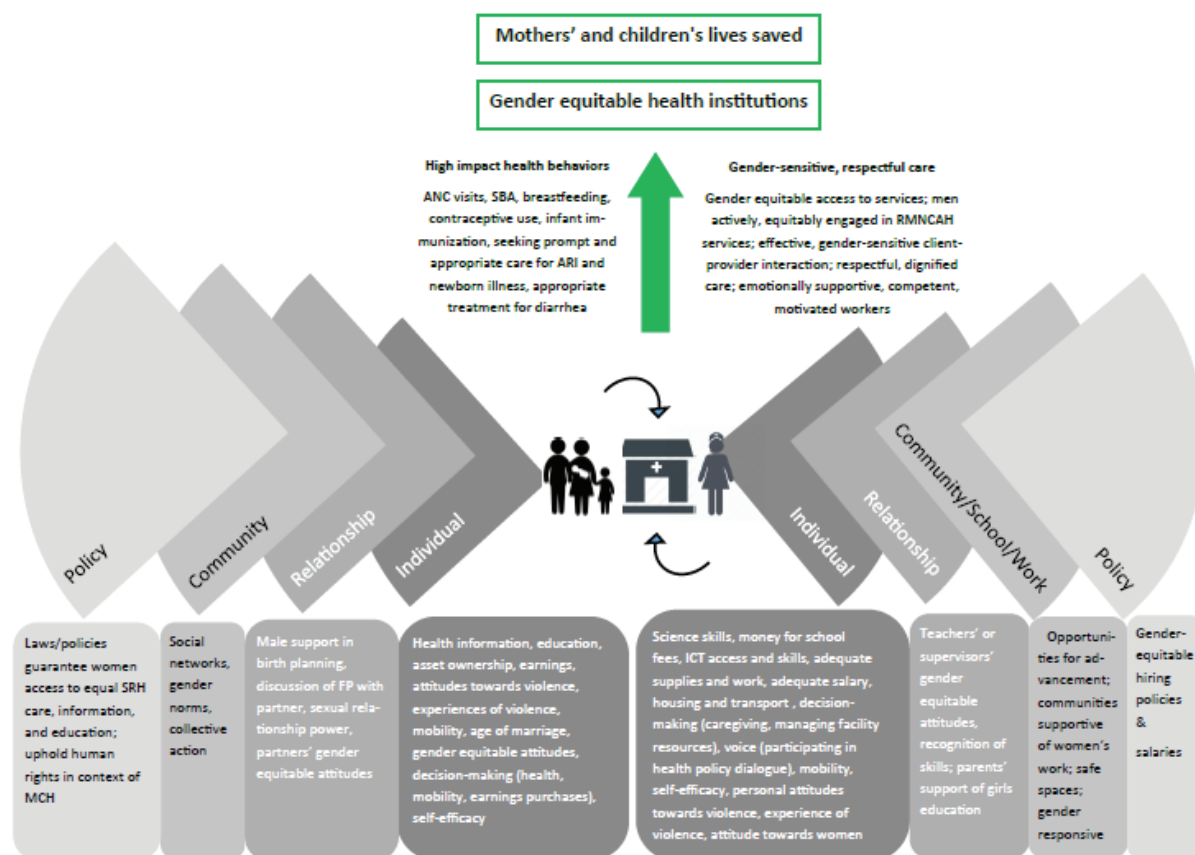 Mothers' and children's lives saved
Gender equitable health institutions
High impact health behaviors
ANC visits, SBA, breastfeeding,
contraceptive use, infant im-
munization, seeking prompt and
appropriate care for ARI and
newborn illness, appropriate
treatment for diarrhea
Gender-sensitive, respectful care
Gender equitable access to services; men
actively, equitably engaged in RMNCAH
services; effective, gender-sensitive client-
provider interaction; respectful, dignified
care; emotionally supportive, competent,
motivated workers
Policy
Community
Relationship
Individual
Individual
Relationship
Community/School/Work
Policy
Laws/policies
guarantee women
access to equal SRH
care, information,
and education;
uphold human
rights in context of
MCH
Social
networks,
gender
norms,
collective
action
Male support in
birth planning,
discussion of FP with
partner, sexual rela-
tionship power,
partners' gender
equitable attitudes
Health information, education,
asset ownership, earnings,
attitudes towards violence,
experiences of violence,
mobility, age of marriage,
gender equitable attitudes,
decision-making (health,
mobility, earnings purchases),
self-efficacy
Science skills, money for school
fees, ICT access and skills, adequate
supplies and work, adequate salary,
housing and transport , decision-
making (caregiving, managing facility
resources), voice (participating in
health policy dialogue), mobility,
self-efficacy, personal attitudes
towards violence, experience of
violence, attitude towards women
Teachers' or
supervisors'
gender
equitable
attitudes,
recognition of
skills; parents'
support of girls
education
Opportuni-
ties for ad-
vancement;
communities
supportive
of women's
work; safe
spaces;
gender
responsive
Gender-
equitable
hiring
policies
&
salaries